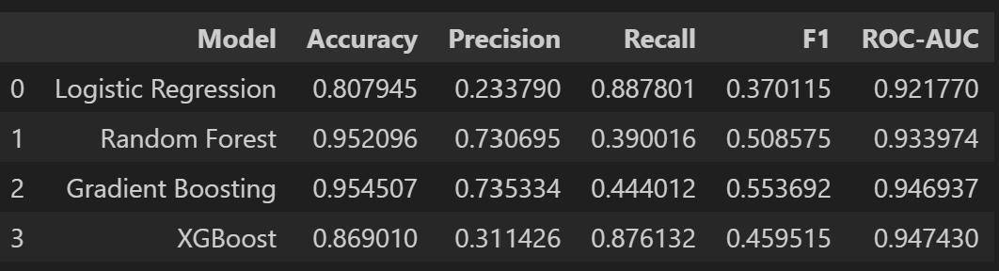 Model Accuracy Precision Recall F1 ROC-AUC
0 Logistic Regression 0.807945 0.233790 0.887801 0.370115 0.921770
1 Random Forest 0.952096 0.730695 0.390016 0.508575 0.933974
2 Gradient Boosting 0.954507 0.735334 0.444012 0.553692 0.946937
3 XGBoost 0.869010 0.311426 0.876132 0.459515 0.947430